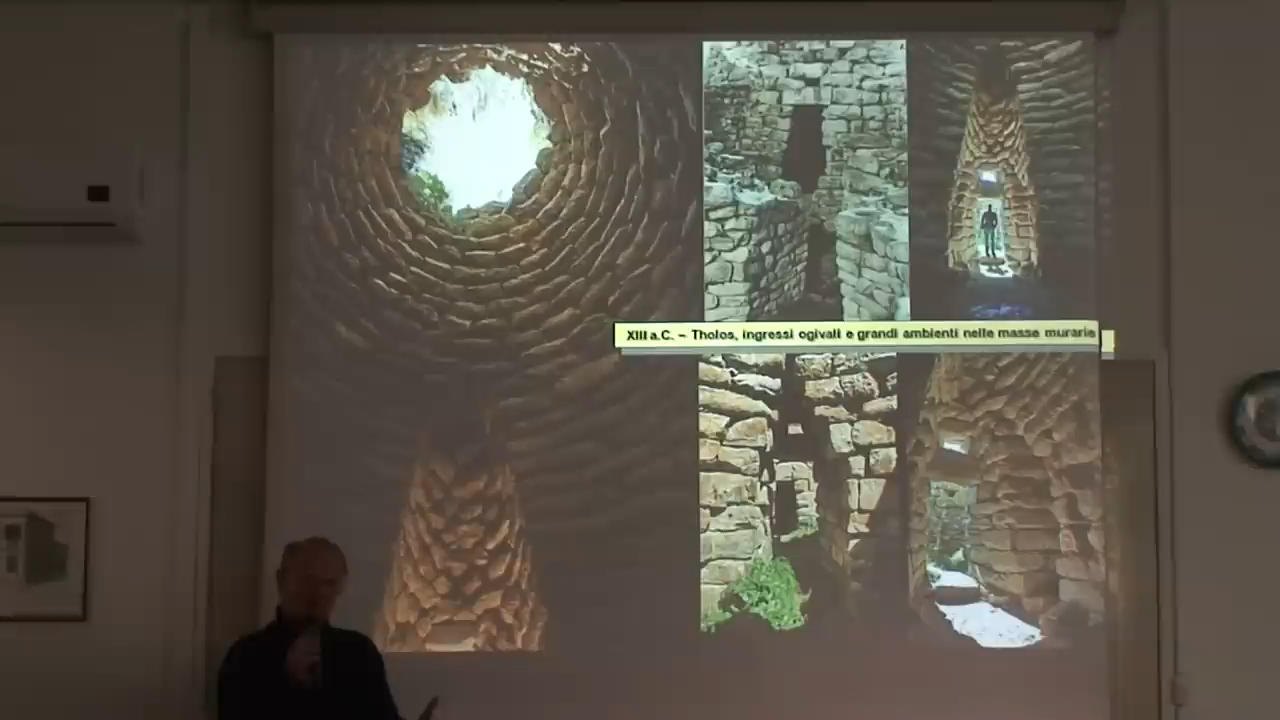 XIII a.C. – Tholos, ingressi ogivali e grandi ambienti nelle masse murarie